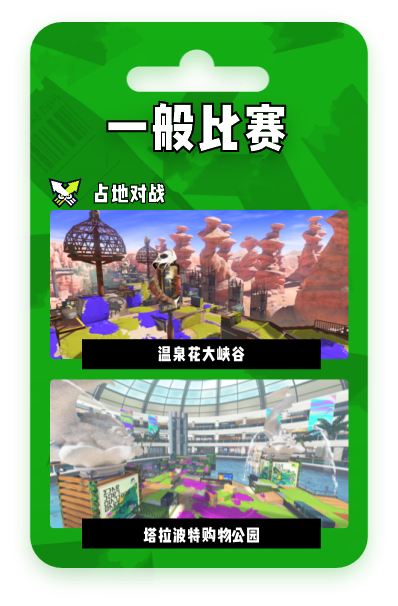 一般比赛
占地对战
温泉花大峡谷
塔拉波特购物公园